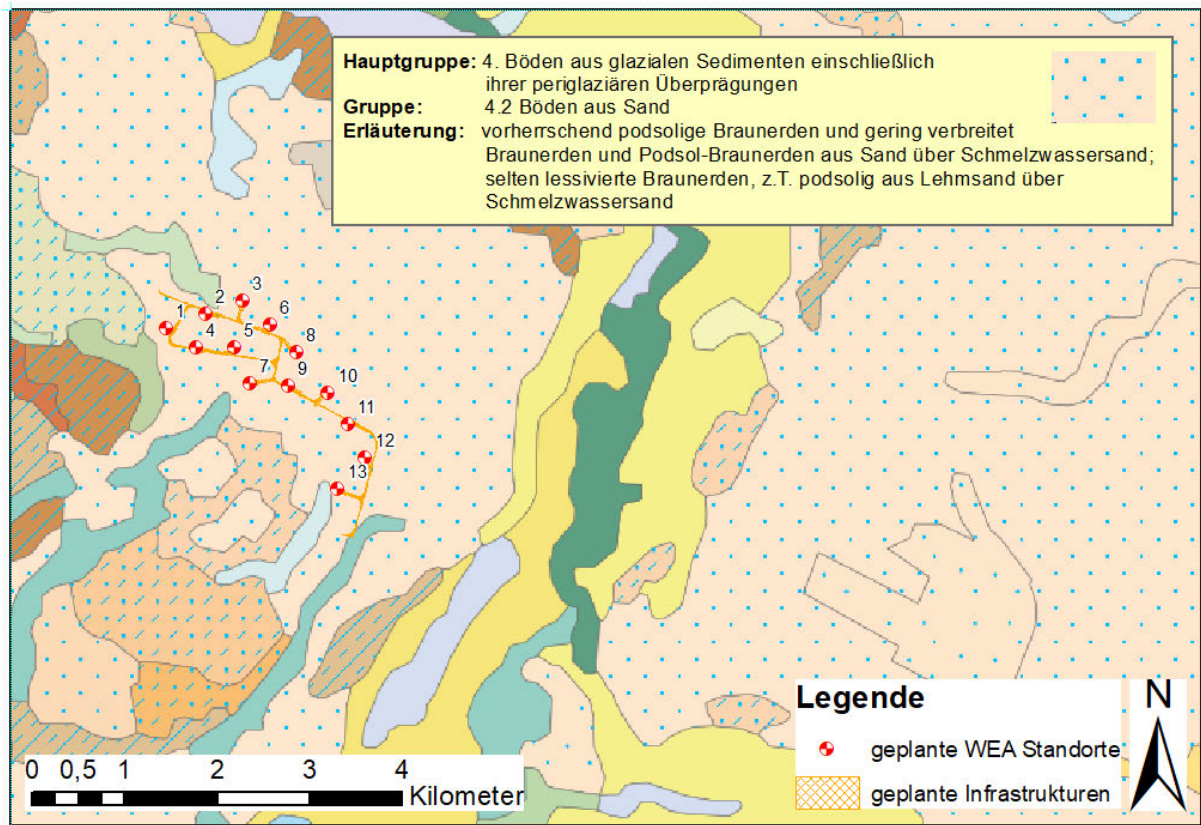 Hauptgruppe: 4. Böden aus glazialen Sedimenten einschließlich
ihrer periglaziären Überprägungen
Gruppe: 4.2 Böden aus Sand
Erläuterung: vorherrschend podsolige Braunerden und gering verbreitet
Braunerden und Podsol-Braunerden aus Sand über Schmelzwassersand;
selten lessivierte Braunerden, z.T. podsolig aus Lehmsand über
Schmelzwassersand
3
1 2 6
4 5 8
7 9
10
11
12
13
Legende
N
geplante WEA Standorte
geplante Infrastrukturen
0 0,5 1 2 3 4
Kilometer